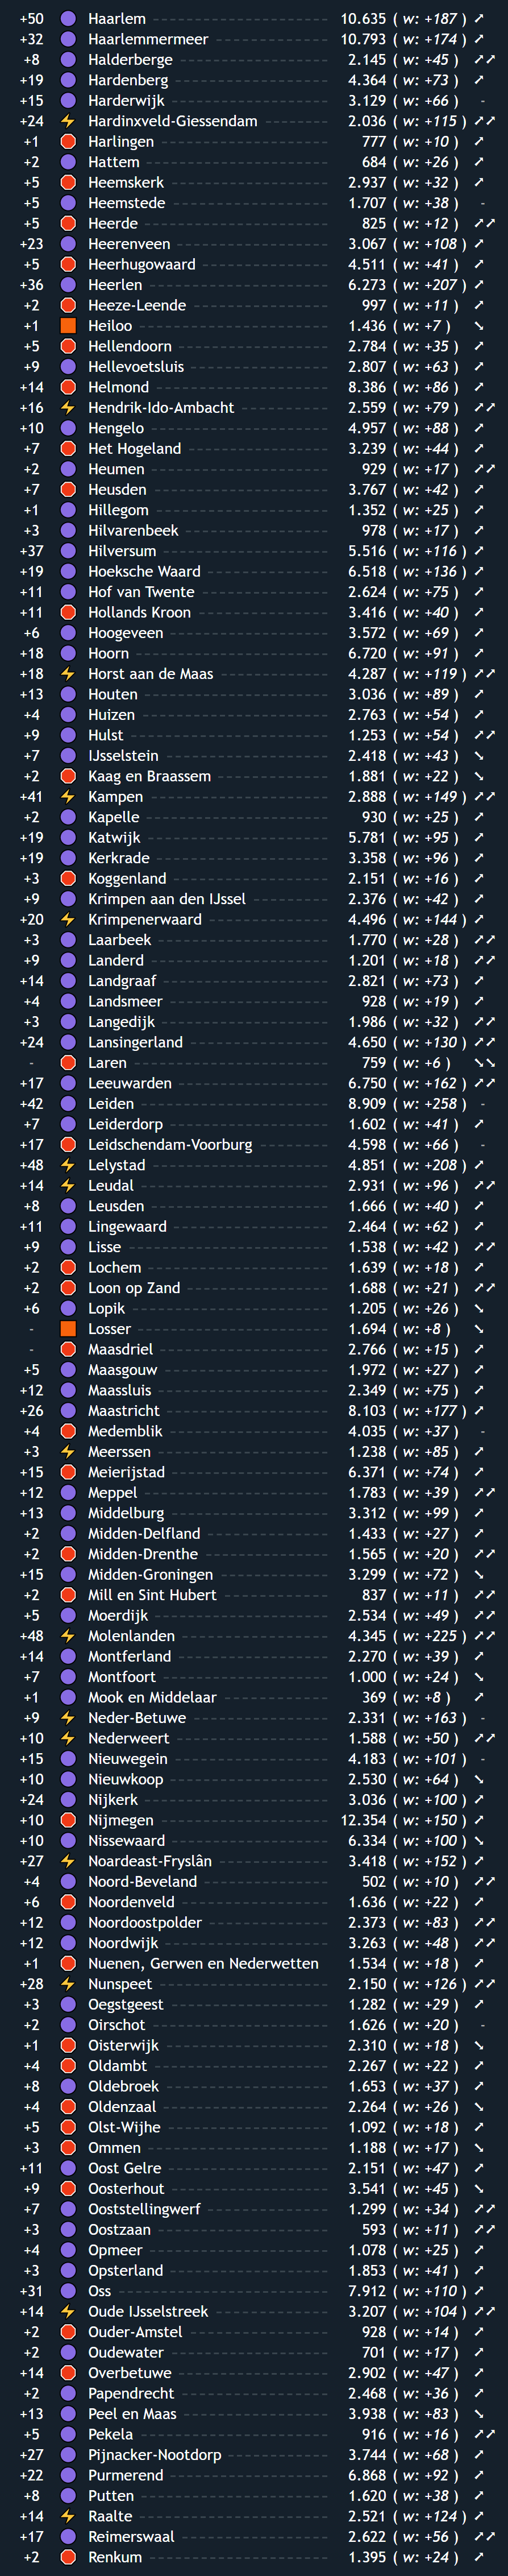 +50 Haarlem 10.635 ( w: +187 ) ➚
+32 Haarlemmermeer 10.793 ( w: +174 ) ➚
+8 Halderberge 2.145 ( w: +45 ) ➚➚
+19 Hardenberg 4.364 ( w: +73 ) ➚
+15 Harderwijk 3.129 ( w: +66 ) -
+24 Hardinxveld-Giessendam 2.036 ( w: +115 ) ➚➚
+1 Harlingen 777 ( w: +10 ) ➚
+2 Hattem 684 ( w: +26 ) ➚
+5 Heemskerk 2.937 ( w: +32 ) ➚
+5 Heemstede 1.707 ( w: +38 ) -
+5 Heerde 825 ( w: +12 ) ➚➚
+23 Heerenveen 3.067 ( w: +108 ) ➚
+5 Heerhugowaard 4.511 ( w: +41 ) ➚
+36 Heerlen 6.273 ( w: +207 ) ➚
+2 Heeze-Leende 997 ( w: +11 ) ➚
+1 Heiloo 1.436 ( w: +7 ) ➘
+5 Hellendoorn 2.784 ( w: +35 ) ➚
+9 Hellevoetsluis 2.807 ( w: +63 ) ➚
+14 Helmond 8.386 ( w: +86 ) ➚
+16 Hendrik-Ido-Ambacht 2.559 ( w: +79 ) ➚➚
+10 Hengelo 4.957 ( w: +88 ) ➚
+7 Het Hogeland 3.239 ( w: +44 ) ➚
+2 Heumen 929 ( w: +17 ) ➚➚
+7 Heusden 3.767 ( w: +42 ) ➚
+1 Hillegom 1.352 ( w: +25 ) ➚
+3 Hilvarenbeek 978 ( w: +17 ) ➚
+37 Hilversum 5.516 ( w: +116 ) ➚
+19 Hoeksche Waard 6.518 ( w: +136 ) ➚
+11 Hof van Twente 2.624 ( w: +75 ) ➚
+11 Hollands Kroon 3.416 ( w: +40 ) ➚
+6 Hoogeveen 3.572 ( w: +69 ) ➚
+18 Hoorn 6.720 ( w: +91 ) ➚
+18 Horst aan de Maas 4.287 ( w: +119 ) ➚➚
+13 Houten 3.036 ( w: +89 ) ➚
+4 Huizen 2.763 ( w: +54 ) ➚
+9 Hulst 1.253 ( w: +54 ) ➚➚
+7 IJsselstein 2.418 ( w: +43 ) ➘
+2 Kaag en Braassem 1.881 ( w: +22 ) ➘
+41 Kampen 2.888 ( w: +149 ) ➚➚
+2 Kapelle 930 ( w: +25 ) ➚
+19 Katwijk 5.781 ( w: +95 ) ➚
+19 Kerkrade 3.358 ( w: +96 ) ➚
+3 Koggenland 2.151 ( w: +16 ) ➚
+9 Krimpen aan den IJssel 2.376 ( w: +42 ) ➚
+20 Krimpenerwaard 4.496 ( w: +144 ) ➚
+3 Laarbeek 1.770 ( w: +28 ) ➚➚
+9 Landerd 1.201 ( w: +18 ) ➚➚
+14 Landgraaf 2.821 ( w: +73 ) ➚
+4 Landsmeer 928 ( w: +19 ) ➚
+3 Langedijk 1.986 ( w: +32 ) ➚➚
+24 Lansingerland 4.650 ( w: +130 ) ➚➚
- Laren 759 ( w: +6 ) ➘➘
+17 Leeuwarden 6.750 ( w: +162 ) ➚➚
+42 Leiden 8.909 ( w: +258 ) -
+7 Leiderdorp 1.602 ( w: +41 ) ➚
+17 Leidschendam-Voorburg 4.598 ( w: +66 ) -
+48 Lelystad 4.851 ( w: +208 ) ➚
+14 Leudal 2.931 ( w: +96 ) ➚➚
+8 Leusden 1.666 ( w: +40 ) ➚
+11 Lingewaard 2.464 ( w: +62 ) ➚
+9 Lisse 1.538 ( w: +42 ) ➚➚
+2 Lochem 1.639 ( w: +18 ) ➚
+2 Loon op Zand 1.688 ( w: +21 ) ➚➚
+6 Lopik 1.205 ( w: +26 ) ➘
- Losser 1.694 ( w: +8 ) ➘
- Maasdriel 2.766 ( w: +15 ) ➚
+5 Maasgouw 1.972 ( w: +27 ) ➚
+12 Maassluis 2.349 ( w: +75 ) ➚
+26 Maastricht 8.103 ( w: +177 ) ➚
+4 Medemblik 4.035 ( w: +37 ) -
+3 Meerssen 1.238 ( w: +85 ) ➚
+15 Meierijstad 6.371 ( w: +74 ) ➚
+12 Meppel 1.783 ( w: +39 ) ➚➚
+13 Middelburg 3.312 ( w: +99 ) ➚
+2 Midden-Delfland 1.433 ( w: +27 ) ➚
+2 Midden-Drenthe 1.565 ( w: +20 ) ➚➚
+15 Midden-Groningen 3.299 ( w: +72 ) ➘
+2 Mill en Sint Hubert 837 ( w: +11 ) ➚➚
+5 Moerdijk 2.534 ( w: +49 ) ➚➚
+48 Molenlanden 4.345 ( w: +225 ) ➚➚
+14 Montferland 2.270 ( w: +39 ) ➚
+7 Montfoort 1.000 ( w: +24 ) ➘
+1 Mook en Middelaar 369 ( w: +8 ) ➚
+9 Neder-Betuwe 2.331 ( w: +163 ) -
+10 Nederweert 1.588 ( w: +50 ) ➚➚
+15 Nieuwegein 4.183 ( w: +101 ) -
+10 Nieuwkoop 2.530 ( w: +64 ) ➘
+24 Nijkerk 3.036 ( w: +100 ) ➚
+10 Nijmegen 12.354 ( w: +150 ) ➚
+10 Nissewaard 6.334 ( w: +100 ) ➘
+27 Noardeast-Fryslân 3.418 ( w: +152 ) ➚
+4 Noord-Beveland 502 ( w: +10 ) ➚➚
+6 Noordenveld 1.636 ( w: +22 ) ➚
+12 Noordoostpolder 2.373 ( w: +83 ) ➚➚
+12 Noordwijk 3.263 ( w: +48 ) ➚➚
+1 Nuenen, Gerwen en Nederwetten 1.534 ( w: +18 ) ➚
+28 Nunspeet 2.150 ( w: +126 ) ➚➚
+3 Oegstgeest 1.282 ( w: +29 ) ➚
+2 Oirschot 1.626 ( w: +20 ) -
+1 Oisterwijk 2.310 ( w: +18 ) ➘
+4 Oldambt 2.267 ( w: +22 ) ➚
+8 Oldebroek 1.653 ( w: +37 ) ➚
+4 Oldenzaal 2.264 ( w: +26 ) ➘
+5 Olst-Wijhe 1.092 ( w: +18 ) ➚
+3 Ommen 1.188 ( w: +17 ) ➘
+11 Oost Gelre 2.151 ( w: +47 ) ➚
+9 Oosterhout 3.541 ( w: +45 ) ➘
+7 Ooststellingwerf 1.299 ( w: +34 ) ➚➚
+3 Oostzaan 593 ( w: +11 ) ➚➚
+4 Opmeer 1.078 ( w: +25 ) ➚
+3 Opsterland 1.853 ( w: +41 ) ➚
+31 Oss 7.912 ( w: +110 ) ➚
+14 Oude IJsselstreek 3.207 ( w: +104 ) ➚➚
+2 Ouder-Amstel 928 ( w: +14 ) ➚
+2 Oudewater 701 ( w: +17 ) ➚
+14 Overbetuwe 2.902 ( w: +47 ) ➚
+2 Papendrecht 2.468 ( w: +36 ) ➚
+13 Peel en Maas 3.938 ( w: +83 ) ➘
+5 Pekela 916 ( w: +16 ) ➚➚
+27 Pijnacker-Nootdorp 3.744 ( w: +68 ) ➚
+22 Purmerend 6.868 ( w: +92 ) ➚
+8 Putten 1.620 ( w: +38 ) ➚
+14 Raalte 2.521 ( w: +124 ) ➚
+17 Reimerswaal 2.622 ( w: +56 ) ➚➚
+2 Renkum 1.395 ( w: +24 ) ➚